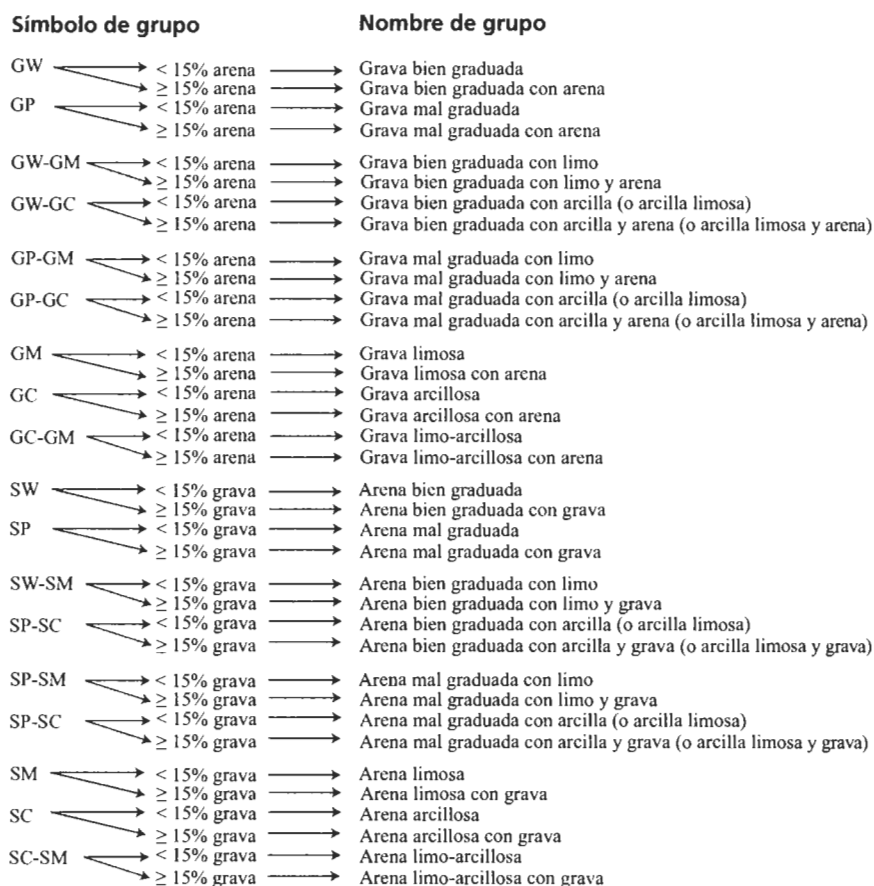 Símbolo de grupo Nombre de grupo
GW < 15% arena Grava bien graduada
≥ 15% arena Grava bien graduada con arena
GP < 15% arena Grava mal graduada
≥ 15% arena Grava mal graduada con arena
GW-GM < 15% arena Grava bien graduada con limo
≥ 15% arena Grava bien graduada con limo y arena
GW-GC < 15% arena Grava bien graduada con arcilla (o arcilla limosa)
≥ 15% arena Grava bien graduada con arcilla y arena (o arcilla limosa y arena)
GP-GM < 15% arena Grava mal graduada con limo
≥ 15% arena Grava mal graduada con limo y arena
GP-GC < 15% arena Grava mal graduada con arcilla (o arcilla limosa)
≥ 15% arena Grava mal graduada con arcilla y arena (o arcilla limosa y arena)
GM < 15% arena Grava limosa
≥ 15% arena Grava limosa con arena
GC < 15% arena Grava arcillosa
≥ 15% arena Grava arcillosa con arena
GC-GM < 15% arena Grava limo-arcillosa
≥ 15% arena Grava limo-arcillosa con arena
SW < 15% grava Arena bien graduada
≥ 15% grava Arena bien graduada con grava
SP < 15% grava Arena mal graduada
≥ 15% grava Arena mal graduada con grava
SW-SM < 15% grava Arena bien graduada con limo
≥ 15% grava Arena bien graduada con limo y grava
SP-SC < 15% grava Arena bien graduada con arcilla (o arcilla limosa)
≥ 15% grava Arena bien graduada con arcilla y grava (o arcilla limosa y grava)
SP-SM < 15% grava Arena mal graduada con limo
≥ 15% grava Arena mal graduada con limo y grava
SP-SC < 15% grava Arena mal graduada con arcilla (o arcilla limosa)
≥ 15% grava Arena mal graduada con arcilla y grava (o arcilla limosa y grava)
SM < 15% grava Arena limosa
≥ 15% grava Arena limosa con grava
SC < 15% grava Arena arcillosa
≥ 15% grava Arena arcillosa con grava
SC-SM < 15% grava Arena limo-arcillosa
≥ 15% grava Arena limo-arcillosa con grava